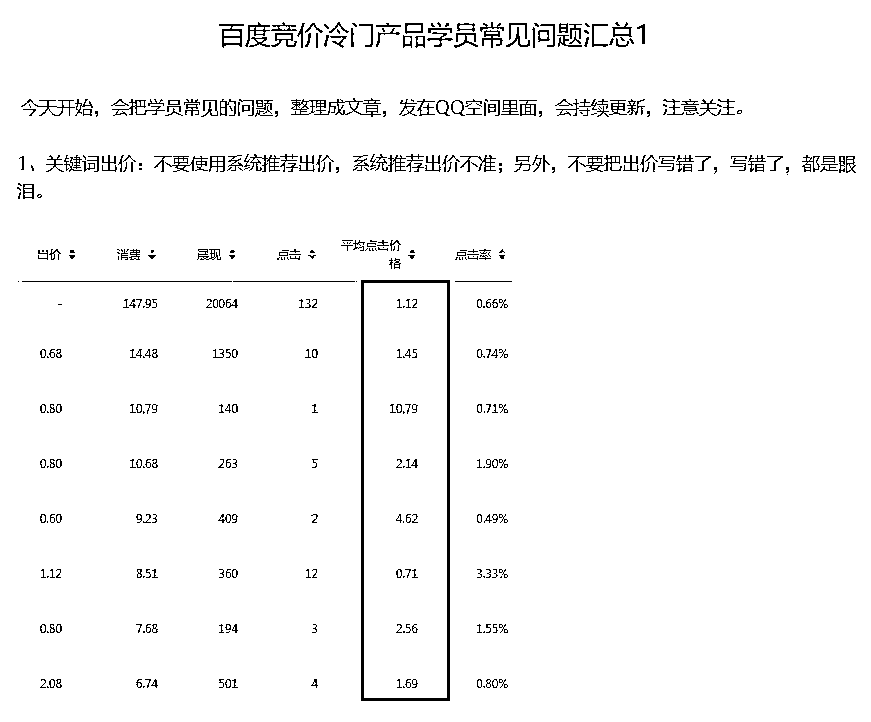 百度竞价冷门产品学员常见问题汇总1
今天开始，会把学员常见的问题，整理成文章，发在QQ空间里面，会持续更新，注意关注。
1、关键词出价：不要使用系统推荐出价，系统推荐出价不准；另外，不要把出价写错了，写错了，都是眼
泪。
出价 消费 展现 点击 平均点击价格 点击率
- 147.95 20064 132 1.12 0.66%
0.68 14.48 1350 10 1.45 0.74%
0.80 10.79 140 1 10.79 0.71%
0.80 10.68 263 5 2.14 1.90%
0.60 9.23 409 2 4.62 0.49%
1.12 8.51 360 12 0.71 3.33%
0.80 7.68 194 3 2.56 1.55%
2.08 6.74 501 4 1.69 0.80%